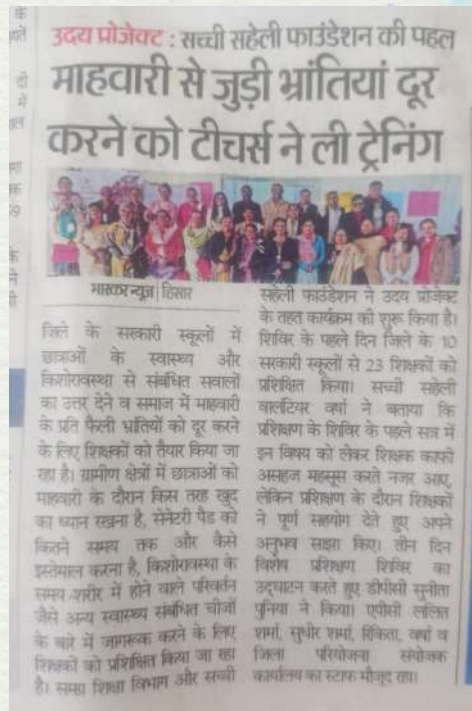 उदय प्रोजेक्ट : सच्ची सहेली फाउंडेशन की पहल
माहवारी से जुड़ी भ्रांतियां दूर
करने को टीचर्स ने ली ट्रेनिंग
भास्कर न्यूज | हिसार
जिले के सरकारी स्कूलों में
छात्राओं के स्वास्थ्य और
किशोरावस्था से संबंधित सवालों
का उत्तर देने व समाज में माहवारी
के प्रति फैली भ्रांतियों को दूर करने
के लिए शिक्षकों को तैयार किया जा
रहा है। ग्रामीण क्षेत्रों में छात्राओं को
माहवारी के दौरान किस तरह खुद
का ध्यान रखना है, सेनेटरी पैड को
कितने समय तक और कैसे
इस्तेमाल करना है, किशोरावस्था के
समय शरीर में होने वाले परिवर्तन
जैसे अन्य स्वास्थ्य संबंधित चीजों
के बारे में जागरूक करने के लिए
शिक्षकों को प्रशिक्षित किया जा रहा
है। समग्र शिक्षा विभाग और सच्ची
सहेली फाउंडेशन ने उदय प्रोजेक्ट
के तहत कार्यक्रम को शुरू किया है।
शिविर के पहले दिन जिले के 10
सरकारी स्कूलों से 23 शिक्षकों को
प्रशिक्षित किया। सच्ची सहेली
वालंटियर वर्षा ने बताया कि
प्रशिक्षण के शिविर के पहले सत्र में
इन विषय को लेकर शिक्षक काफी
असहज महसूस करते नजर आए,
लेकिन प्रशिक्षण के दौरान शिक्षकों
ने पूर्ण सहयोग देते हुए अपने
अनुभव साझा किए। तीन दिन
विशेष प्रशिक्षण शिविर का
उद्घाटन करते हुए डीपीसी सुनीता
पुनिया ने किया। एपीसी ललित
शर्मा, सुधीर शर्मा, रिंकिता, वर्षा व
जिला परियोजना संयोजक
कार्यालय का स्टाफ मौजूद रहा।